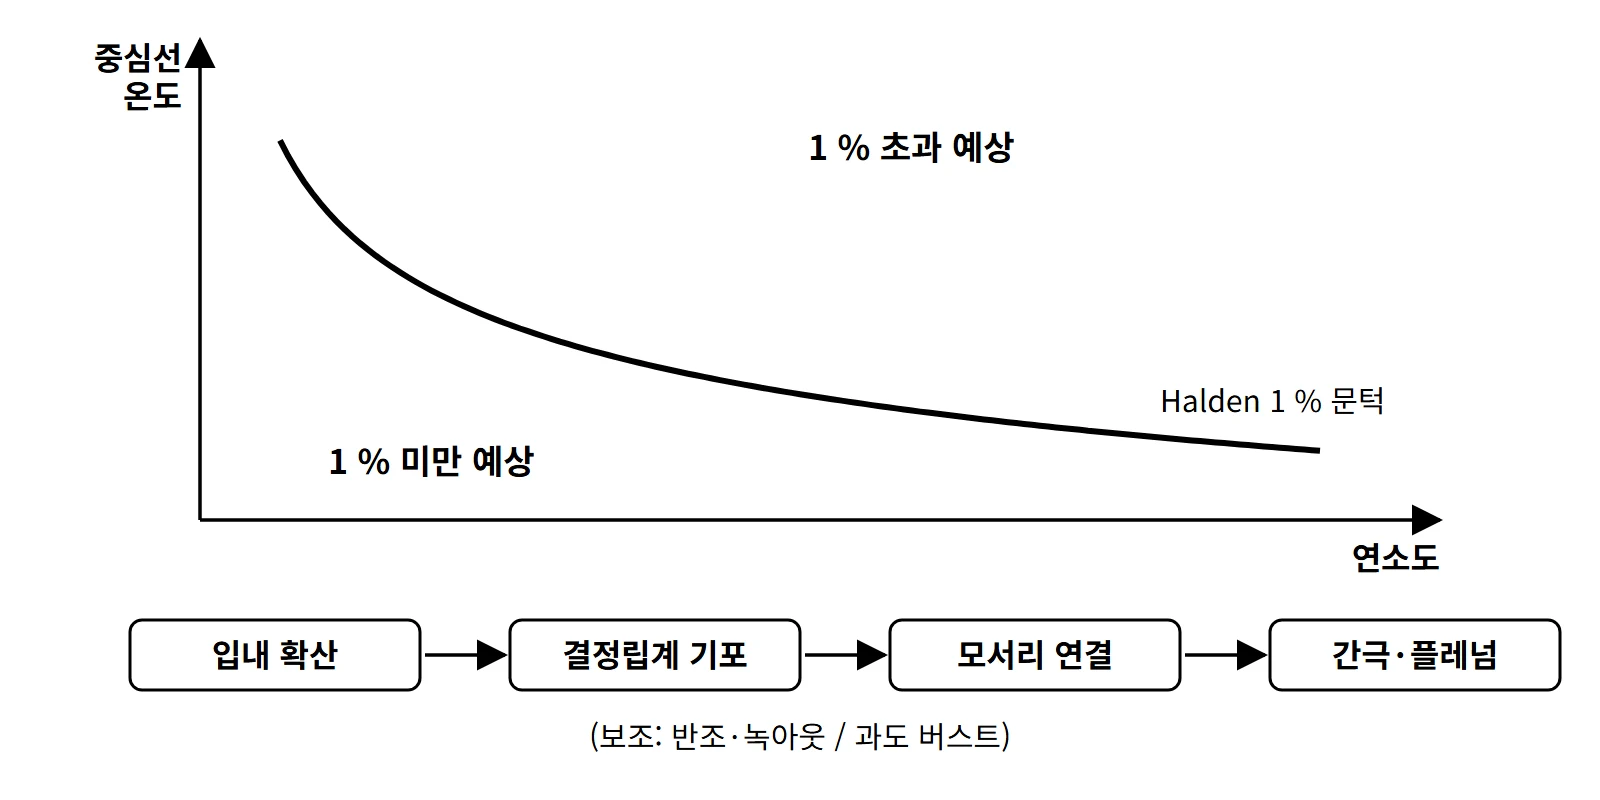 중심선
온도
1 % 초과 예상
Halden 1 % 문턱
1 % 미만 예상
연소도
입내 확산
결정립계 기포
모서리 연결
간극·플레넘
(보조: 반조·녹아웃 / 과도 버스트)